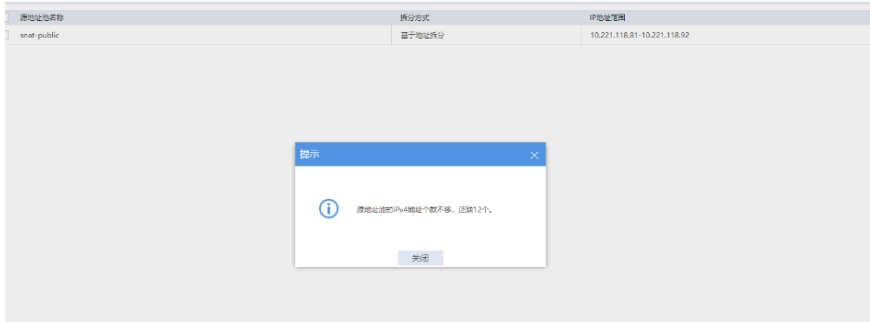 源地址池名称 拆分方式 IP地址范围
snat-public 基于地址拆分 10.221.118.81-10.221.118.92
提示
源地址池的IPv4地址个数不够，还缺12个。
关闭